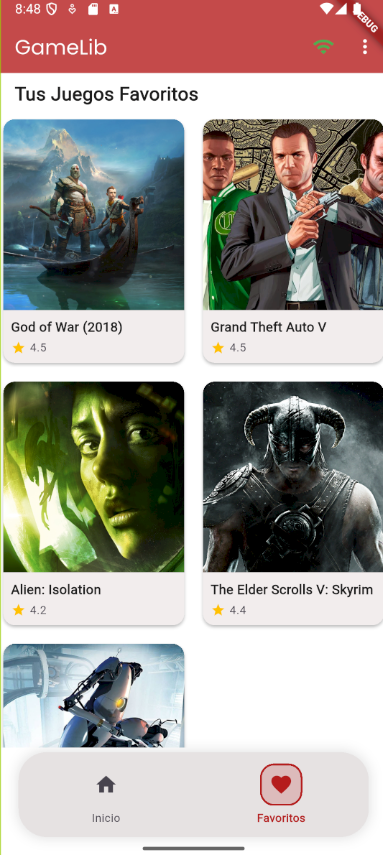 8:48
DEBUG
GameLib
Tus Juegos Favoritos
God of War (2018)
4.5
Grand Theft Auto V
4.5
Alien: Isolation
4.2
The Elder Scrolls V: Skyrim
4.4
Inicio
Favoritos